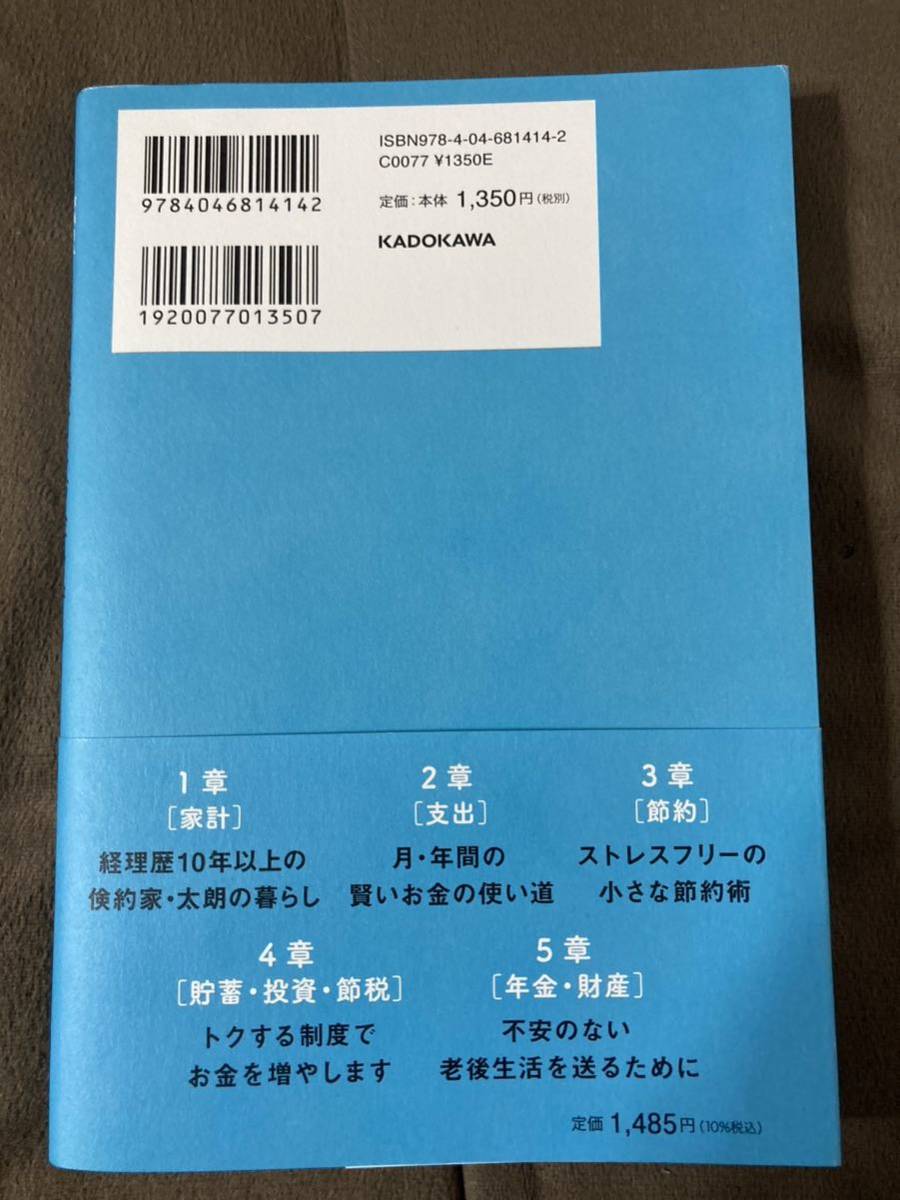 ISBN978-4-04-681414-2
C0077 ¥1350E
9784046814142
定価：本体 1,350円（税別）
KADOKAWA
1920077013507
1章
［家計］
経理歴10年以上の
倹約家・太朗の暮らし
2章
［支出］
月・年間の
賢いお金の使い道
3章
［節約］
ストレスフリーの
小さな節約術
4章
［貯蓄・投資・節税］
トクする制度で
お金を増やします
5章
［年金・財産］
不安のない
老後生活を送るために
定価 1,485円（10%税込）